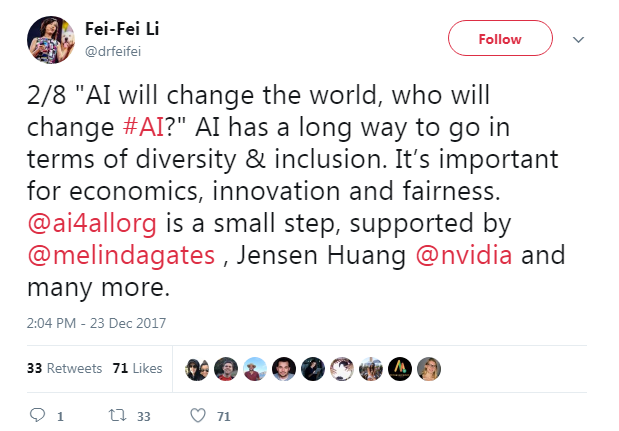 Fei-Fei Li
@drfeifei
Follow
2/8 "AI will change the world, who will
change #AI?" AI has a long way to go in
terms of diversity & inclusion. It’s important
for economics, innovation and fairness.
@ai4allorg is a small step, supported by
@melindagates , Jensen Huang @nvidia and
many more.
2:04 PM - 23 Dec 2017
33 Retweets 71 Likes
1 33 71